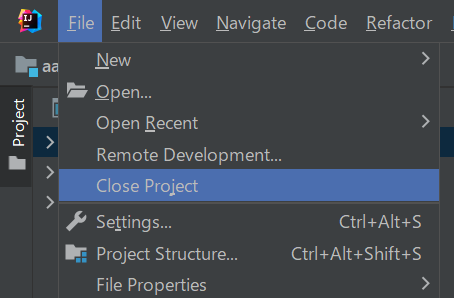 IJ File Edit View Navigate Code Refactor
aa
Project
New
Open...
Open Recent
Remote Development...
Close Project
Settings... Ctrl+Alt+S
Project Structure... Ctrl+Alt+Shift+S
File Properties